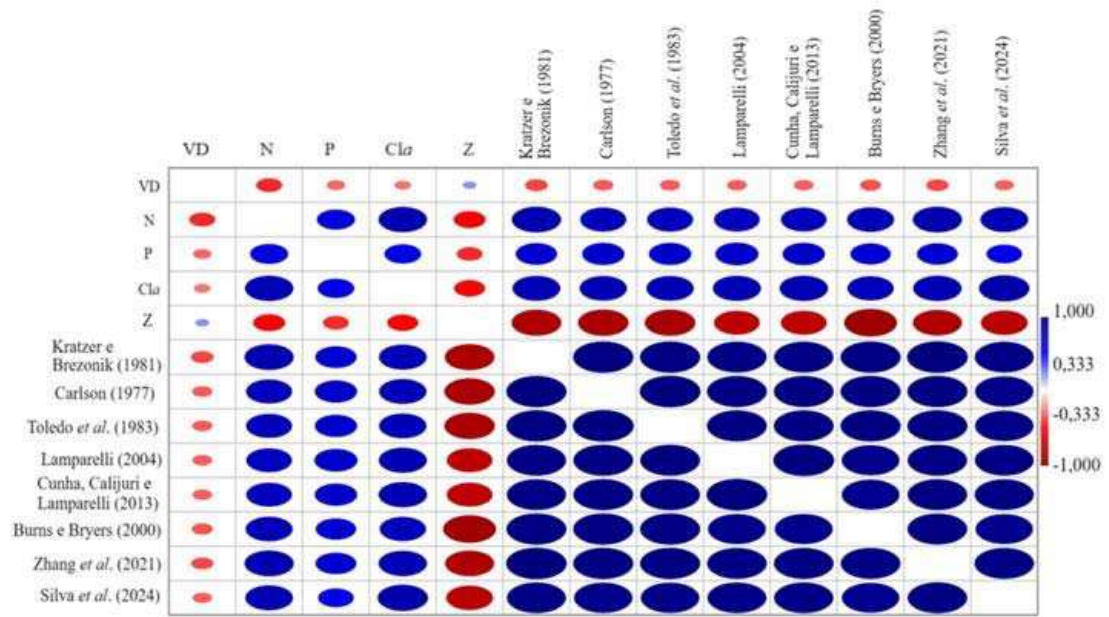 VD
N
P
Cla
Z
Kratzer e
Brezonik (1981)
Carlson (1977)
Toledo et al. (1983)
Lamparelli (2004)
Cunha, Calijuri e
Lamparelli (2013)
Burns e Bryers (2000)
Zhang et al. (2021)
Silva et al. (2024)
VD
N
P
Cla
Z
Kratzer e
Brezonik (1981)
Carlson (1977)
Toledo et al. (1983)
Lamparelli (2004)
Cunha, Calijuri e
Lamparelli (2013)
Burns e Bryers (2000)
Zhang et al. (2021)
Silva et al. (2024)
1,000
0,333
-0,333
-1,000